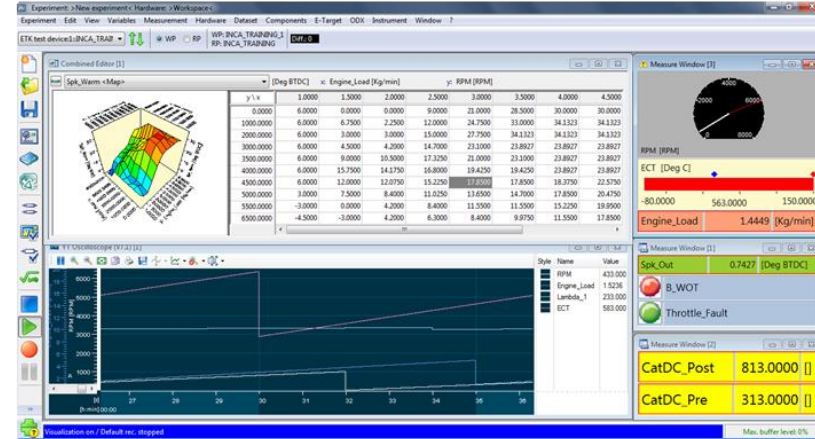 Experiment: >New experiment< Hardware: >Workspace<
Experiment Edit View Variables Measurement Hardware Dataset Components E-Target ODX Instrument Window ?
ETK test device:1:INCA_TRAI WP RP WP: INCA_TRAINING_1 Diff.: 0
RP: INCA_TRAINING
Combined Editor [1]
Spk_Warm <Map> [Deg BTDC] x: Engine_Load [Kg/min] y: RPM [RPM]
y \ x 1.0000 1.5000 2.0000 2.5000 3.0000 3.5000 4.0000 4.5000
0.0000 6.0000 0.0000 0.0000 9.0000 21.0000 28.5000 30.0000 30.0000
1000.0000 6.0000 6.7500 2.2500 12.0000 24.7500 33.0000 34.1323 34.1323
2000.0000 6.0000 3.0000 3.0000 15.0000 27.7500 34.1323 34.1323 34.1323
3000.0000 6.0000 4.5000 4.2000 14.7000 23.1000 23.8927 23.8927 23.8927
3500.0000 6.0000 9.0000 10.5000 17.3250 21.0000 23.1000 23.8927 23.8927
4000.0000 6.0000 15.7500 14.1750 16.8000 19.4250 19.4250 23.8927 23.8927
4500.0000 6.0000 12.0000 12.0750 15.2250 17.8500 17.8500 18.3750 22.5750
5000.0000 3.0000 7.5000 8.4000 11.0250 13.6500 14.7000 17.8500 20.4750
5500.0000 -3.0000 0.0000 4.2000 8.4000 11.5500 11.5500 15.2250 19.9500
6500.0000 -4.5000 -3.0000 4.2000 6.3000 8.4000 9.9750 11.5500 17.8500
Measure Window [3]
2000 6000
0 8000
RPM [RPM]
ECT [Deg C]
-80.0000 563.0000 150.0000
Engine_Load 1.4449 [Kg/min]
YT Oscilloscope (V7.1) [1]
Style Name Value
RPM 433.000
Engine_Load 1.5236
Lambda_1 233.000
ECT 583.000
RPM [RPM]
6000
5000
4000
3000
2000
1000
[s] 27 28 29 30 31 32 33 34 35 36
[h:min] 00:00
Measure Window [1]
Spk_Out 0.7427 [Deg BTDC]
B_WOT
Throttle_Fault
Measure Window [2]
CatDC_Post 813.0000 []
CatDC_Pre 313.0000 []
Visualization on / Default rec. stopped
Max. buffer level: 0%